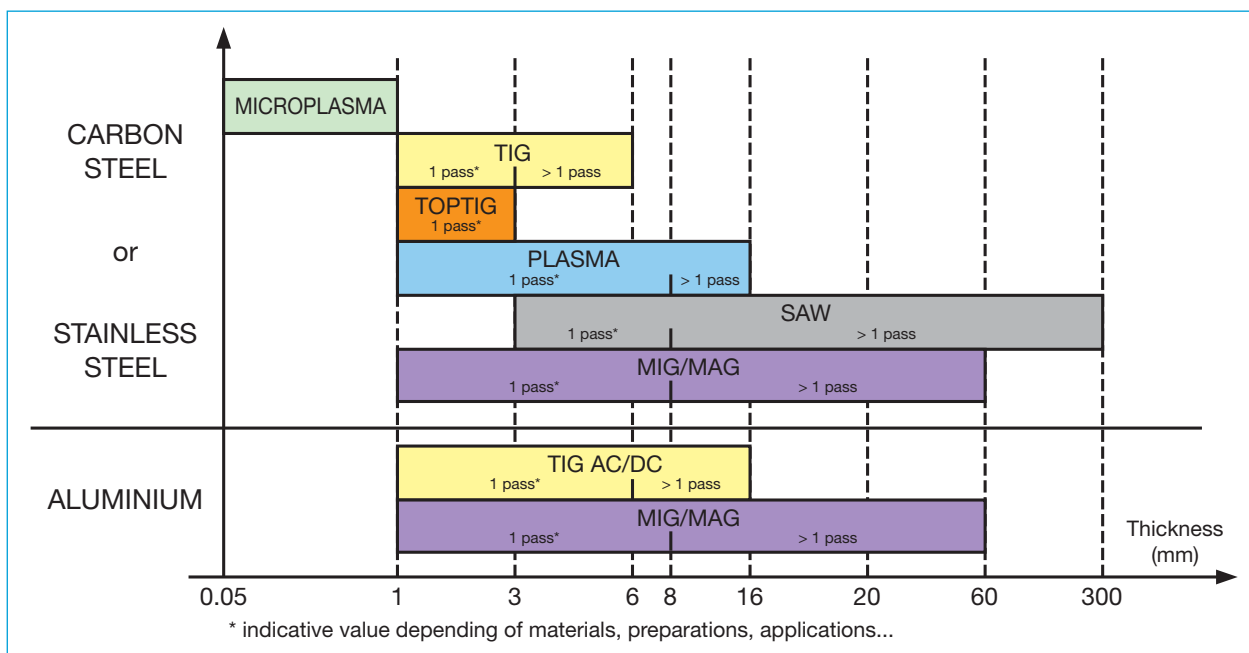 MICROPLASMA
CARBON
STEEL
TIG
1 pass*
> 1 pass
TOPTIG
1 pass*
or
PLASMA
1 pass*
> 1 pass
SAW
1 pass*
> 1 pass
STAINLESS
STEEL
MIG/MAG
1 pass*
> 1 pass
ALUMINIUM
TIG AC/DC
1 pass*
> 1 pass
MIG/MAG
1 pass*
> 1 pass
Thickness
(mm)
0.05 1 3 6 8 16 20 60 300
* indicative value depending of materials, preparations, applications...